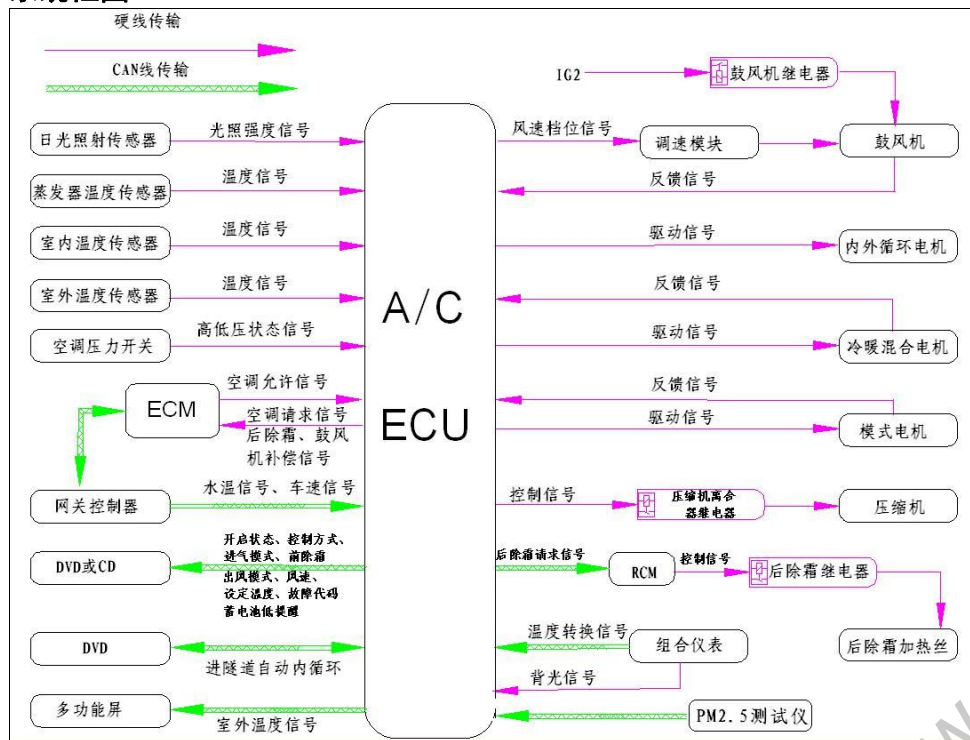 硬线传输
CAN线传输
IG2
鼓风机继电器
日光照射传感器
光照强度信号
风速档位信号
调速模块
鼓风机
蒸发器温度传感器
温度信号
反馈信号
室内温度传感器
温度信号
驱动信号
内外循环电机
室外温度传感器
温度信号
反馈信号
A/C
ECU
空调压力开关
高低压状态信号
驱动信号
冷暖混合电机
ECM
空调允许信号
反馈信号
空调请求信号
后除霜、鼓风
机补偿信号
驱动信号
模式电机
网关控制器
水温信号、车速信号
控制信号
压缩机离合
器继电器
压缩机
DVD或CD
开启状态、控制方式、
进气模式、前除霜
出风模式、风速、
设定温度、故障代码
蓄电池低提醒
后除霜请求信号
RCM
控制信号
后除霜继电器
DVD
进隧道自动内循环
温度转换信号
组合仪表
后除霜加热丝
背光信号
多功能屏
室外温度信号
PM2.5测试仪